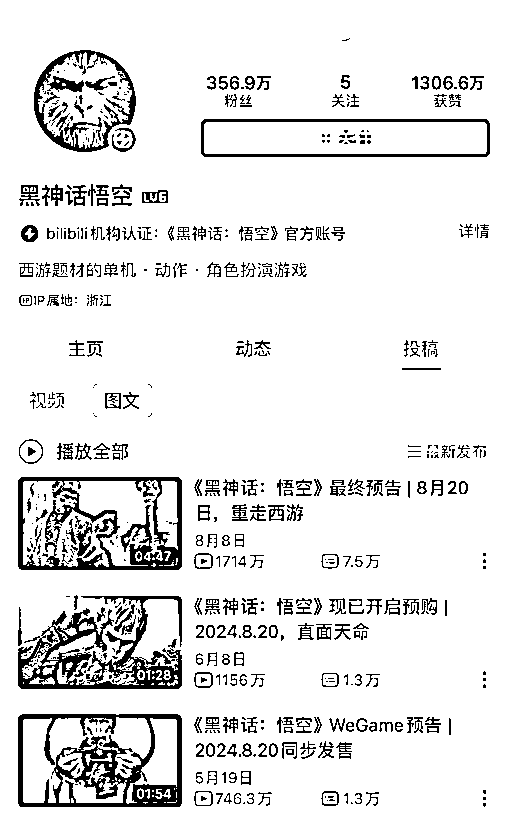 356.9万 5 1306.6万
粉丝 关注 获赞
黑神话悟空 LV6
bilibili机构认证：《黑神话：悟空》官方账号 详情
西游题材的单机·动作·角色扮演游戏
IP属地：浙江
主页 动态 投稿
视频 图文
播放全部 最新发布
《黑神话：悟空》最终预告 | 8月20
日，重走西游
8月8日
04:47 1714万 7.5万
《黑神话：悟空》现已开启预购 |
2024.8.20，直面天命
6月8日
01:28 1156万 1.3万
《黑神话：悟空》WeGame预告 |
2024.8.20同步发售
5月19日
01:54 746.3万 1.3万